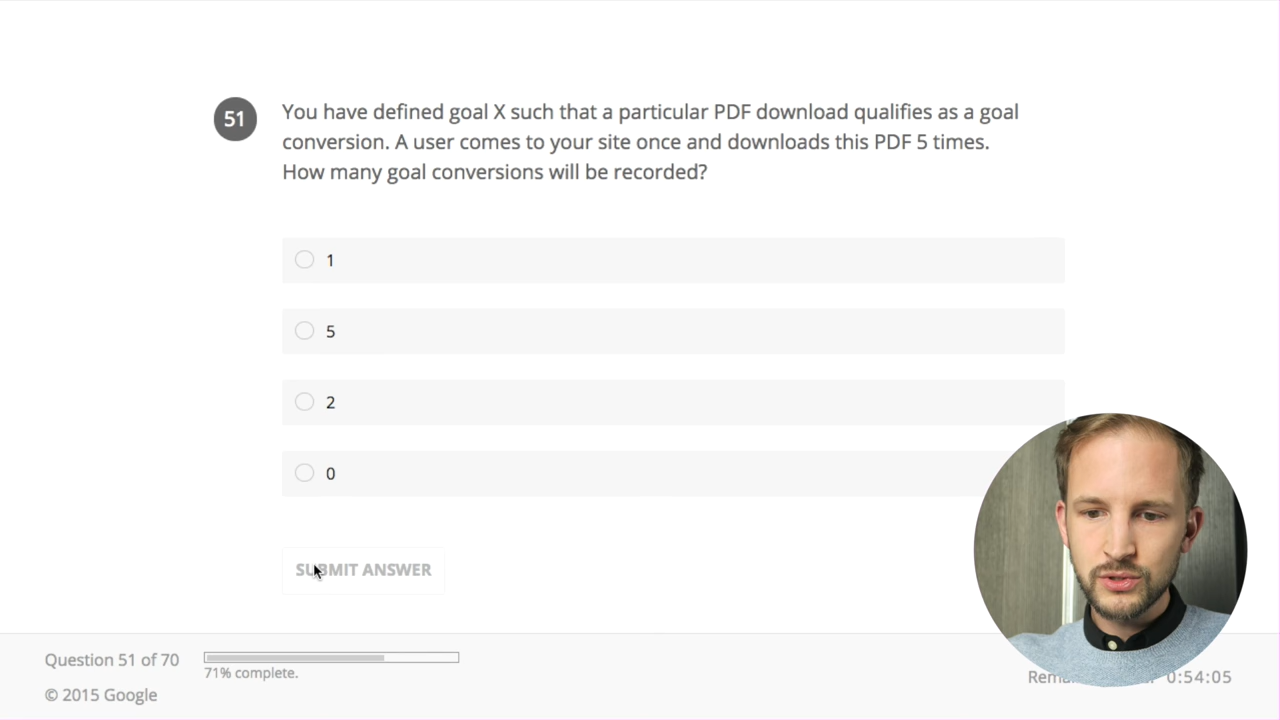 51
You have defined goal X such that a particular PDF download qualifies as a goal
conversion. A user comes to your site once and downloads this PDF 5 times.
How many goal conversions will be recorded?
1
5
2
0
SUBMIT ANSWER
Question 51 of 70
71% complete.
0:54:05
© 2015 Google